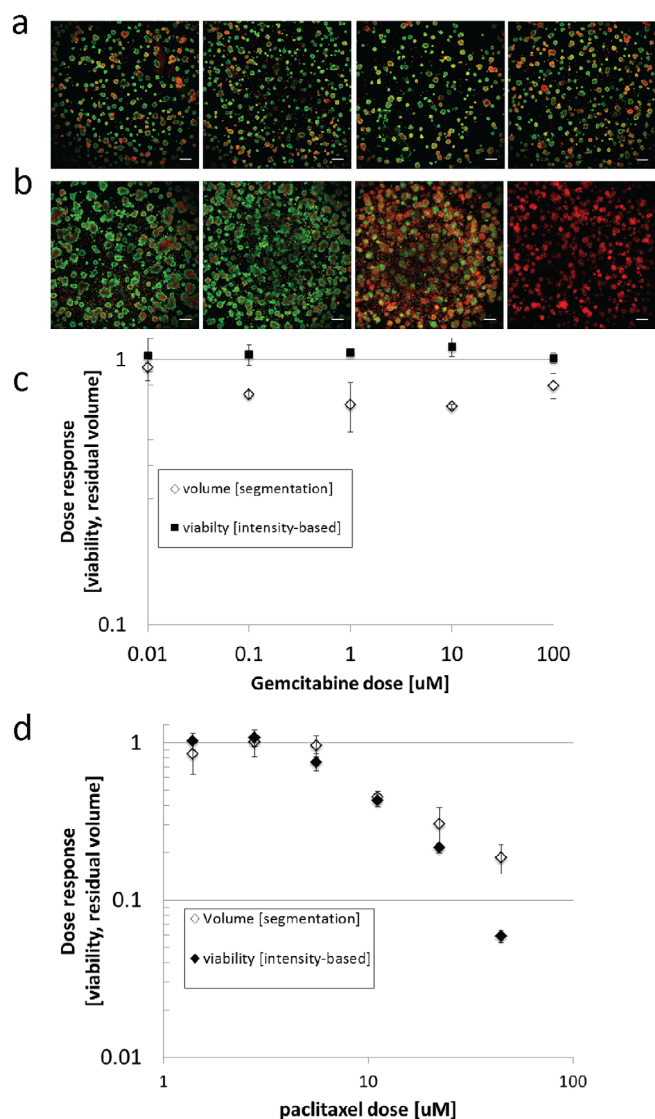 a
b
c
1
0.1
Dose response
[viability, residual volume]
volume [segmentation]
viabilty [intensity-based]
0.01 0.1 1 10 100
Gemcitabine dose [uM]
d
1
0.1
0.01
Dose response
[viability, residual volume]
Volume [segmentation]
viability [intensity-based]
1 10 100
paclitaxel dose [uM]